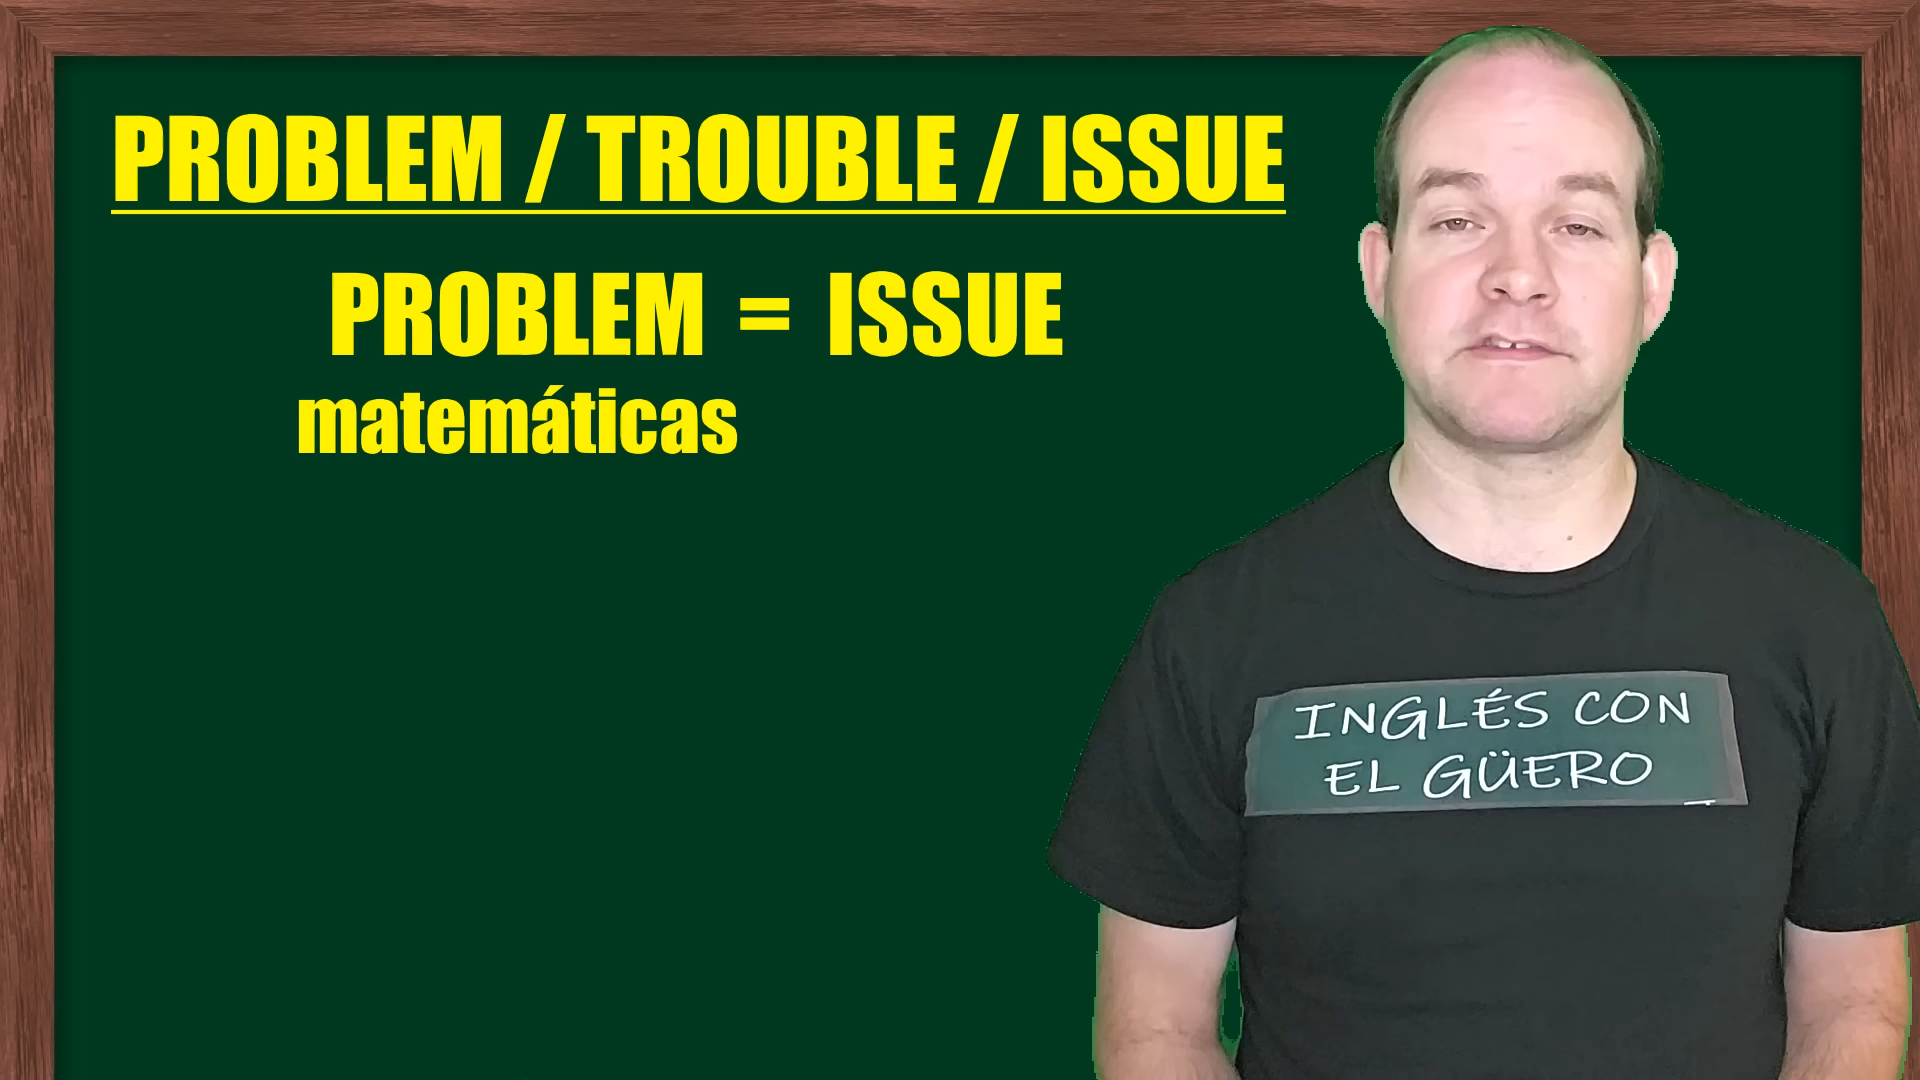 PROBLEM / TROUBLE / ISSUE
PROBLEM = ISSUE
matemáticas
INGLÉS CON
EL GÜERO